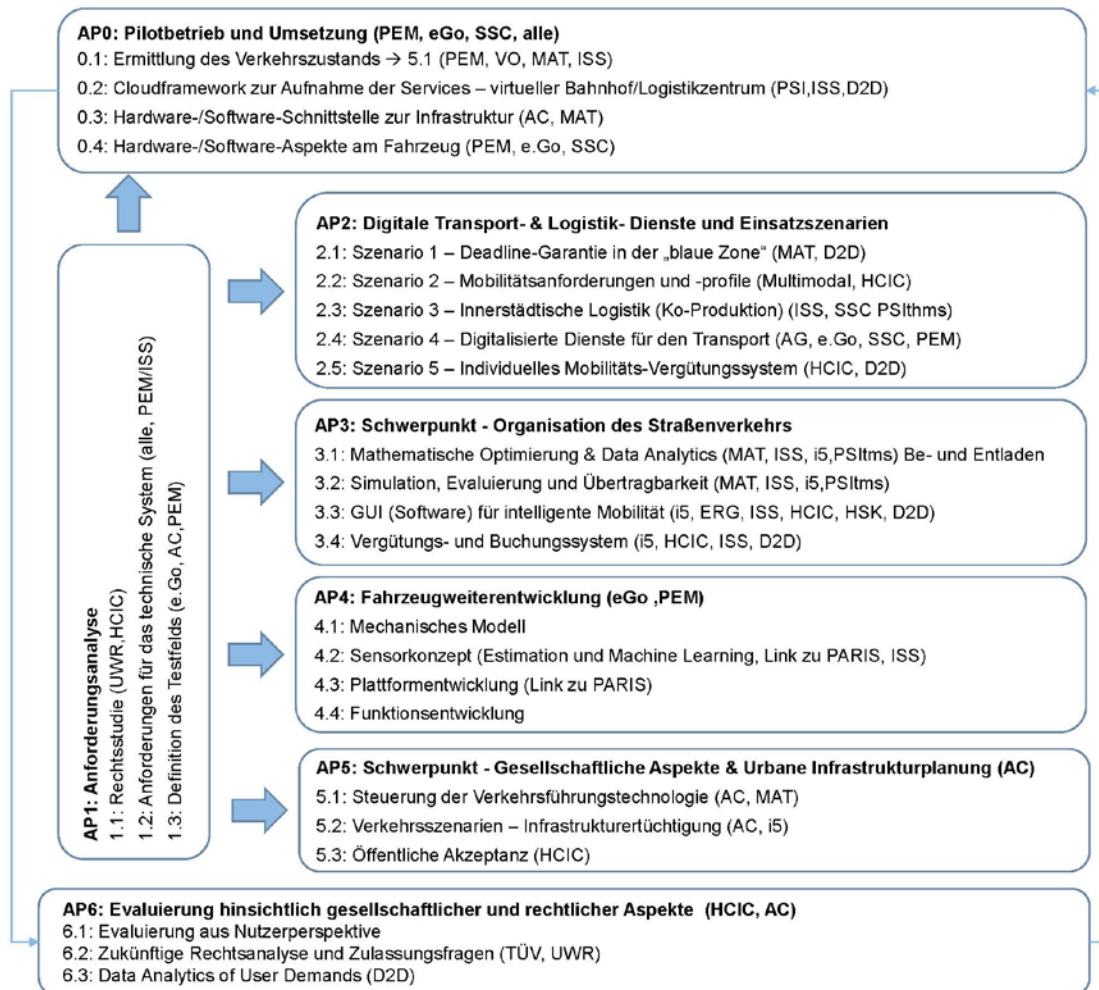 AP0: Pilotbetrieb und Umsetzung (PEM, eGo, SSC, alle)
0.1: Ermittlung des Verkehrszustands → 5.1 (PEM, VO, MAT, ISS)
0.2: Cloudframework zur Aufnahme der Services – virtueller Bahnhof/Logistikzentrum (PSI,ISS,D2D)
0.3: Hardware-/Software-Schnittstelle zur Infrastruktur (AC, MAT)
0.4: Hardware-/Software-Aspekte am Fahrzeug (PEM, e.Go, SSC)
AP1: Anforderungsanalyse
1.1: Rechtsstudie (UWR,HCIC)
1.2: Anforderungen für das technische System (alle, PEM/ISS)
1.3: Definition des Testfelds (e.Go, AC,PEM)
AP2: Digitale Transport- & Logistik- Dienste und Einsatzszenarien
2.1: Szenario 1 – Deadline-Garantie in der „blaue Zone“ (MAT, D2D)
2.2: Szenario 2 – Mobilitätsanforderungen und -profile (Multimodal, HCIC)
2.3: Szenario 3 – Innerstädtische Logistik (Ko-Produktion) (ISS, SSC PSIthms)
2.4: Szenario 4 – Digitalisierte Dienste für den Transport (AG, e.Go, SSC, PEM)
2.5: Szenario 5 – Individuelles Mobilitäts-Vergütungssystem (HCIC, D2D)
AP3: Schwerpunkt - Organisation des Straßenverkehrs
3.1: Mathematische Optimierung & Data Analytics (MAT, ISS, i5,PSItms) Be- und Entladen
3.2: Simulation, Evaluierung und Übertragbarkeit (MAT, ISS, i5,PSItms)
3.3: GUI (Software) für intelligente Mobilität (i5, ERG, ISS, HCIC, HSK, D2D)
3.4: Vergütungs- und Buchungssystem (i5, HCIC, ISS, D2D)
AP4: Fahrzeugweiterentwicklung (eGo ,PEM)
4.1: Mechanisches Modell
4.2: Sensorkonzept (Estimation und Machine Learning, Link zu PARIS, ISS)
4.3: Plattformentwicklung (Link zu PARIS)
4.4: Funktionsentwicklung
AP5: Schwerpunkt - Gesellschaftliche Aspekte & Urbane Infrastrukturplanung (AC)
5.1: Steuerung der Verkehrsführungstechnologie (AC, MAT)
5.2: Verkehrsszenarien – Infrastrukturertüchtigung (AC, i5)
5.3: Öffentliche Akzeptanz (HCIC)
AP6: Evaluierung hinsichtlich gesellschaftlicher und rechtlicher Aspekte (HCIC, AC)
6.1: Evaluierung aus Nutzerperspektive
6.2: Zukünftige Rechtsanalyse und Zulassungsfragen (TÜV, UWR)
6.3: Data Analytics of User Demands (D2D)